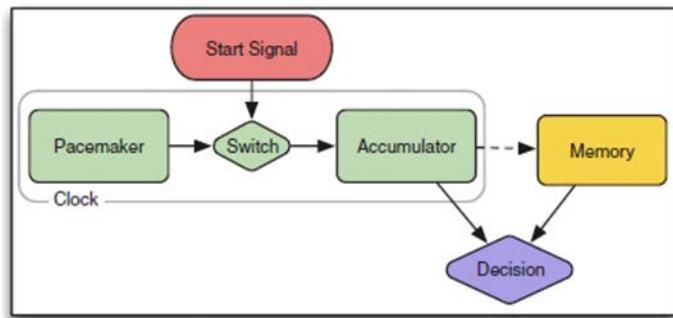 Start Signal
Pacemaker
Switch
Accumulator
Memory
Clock
Decision